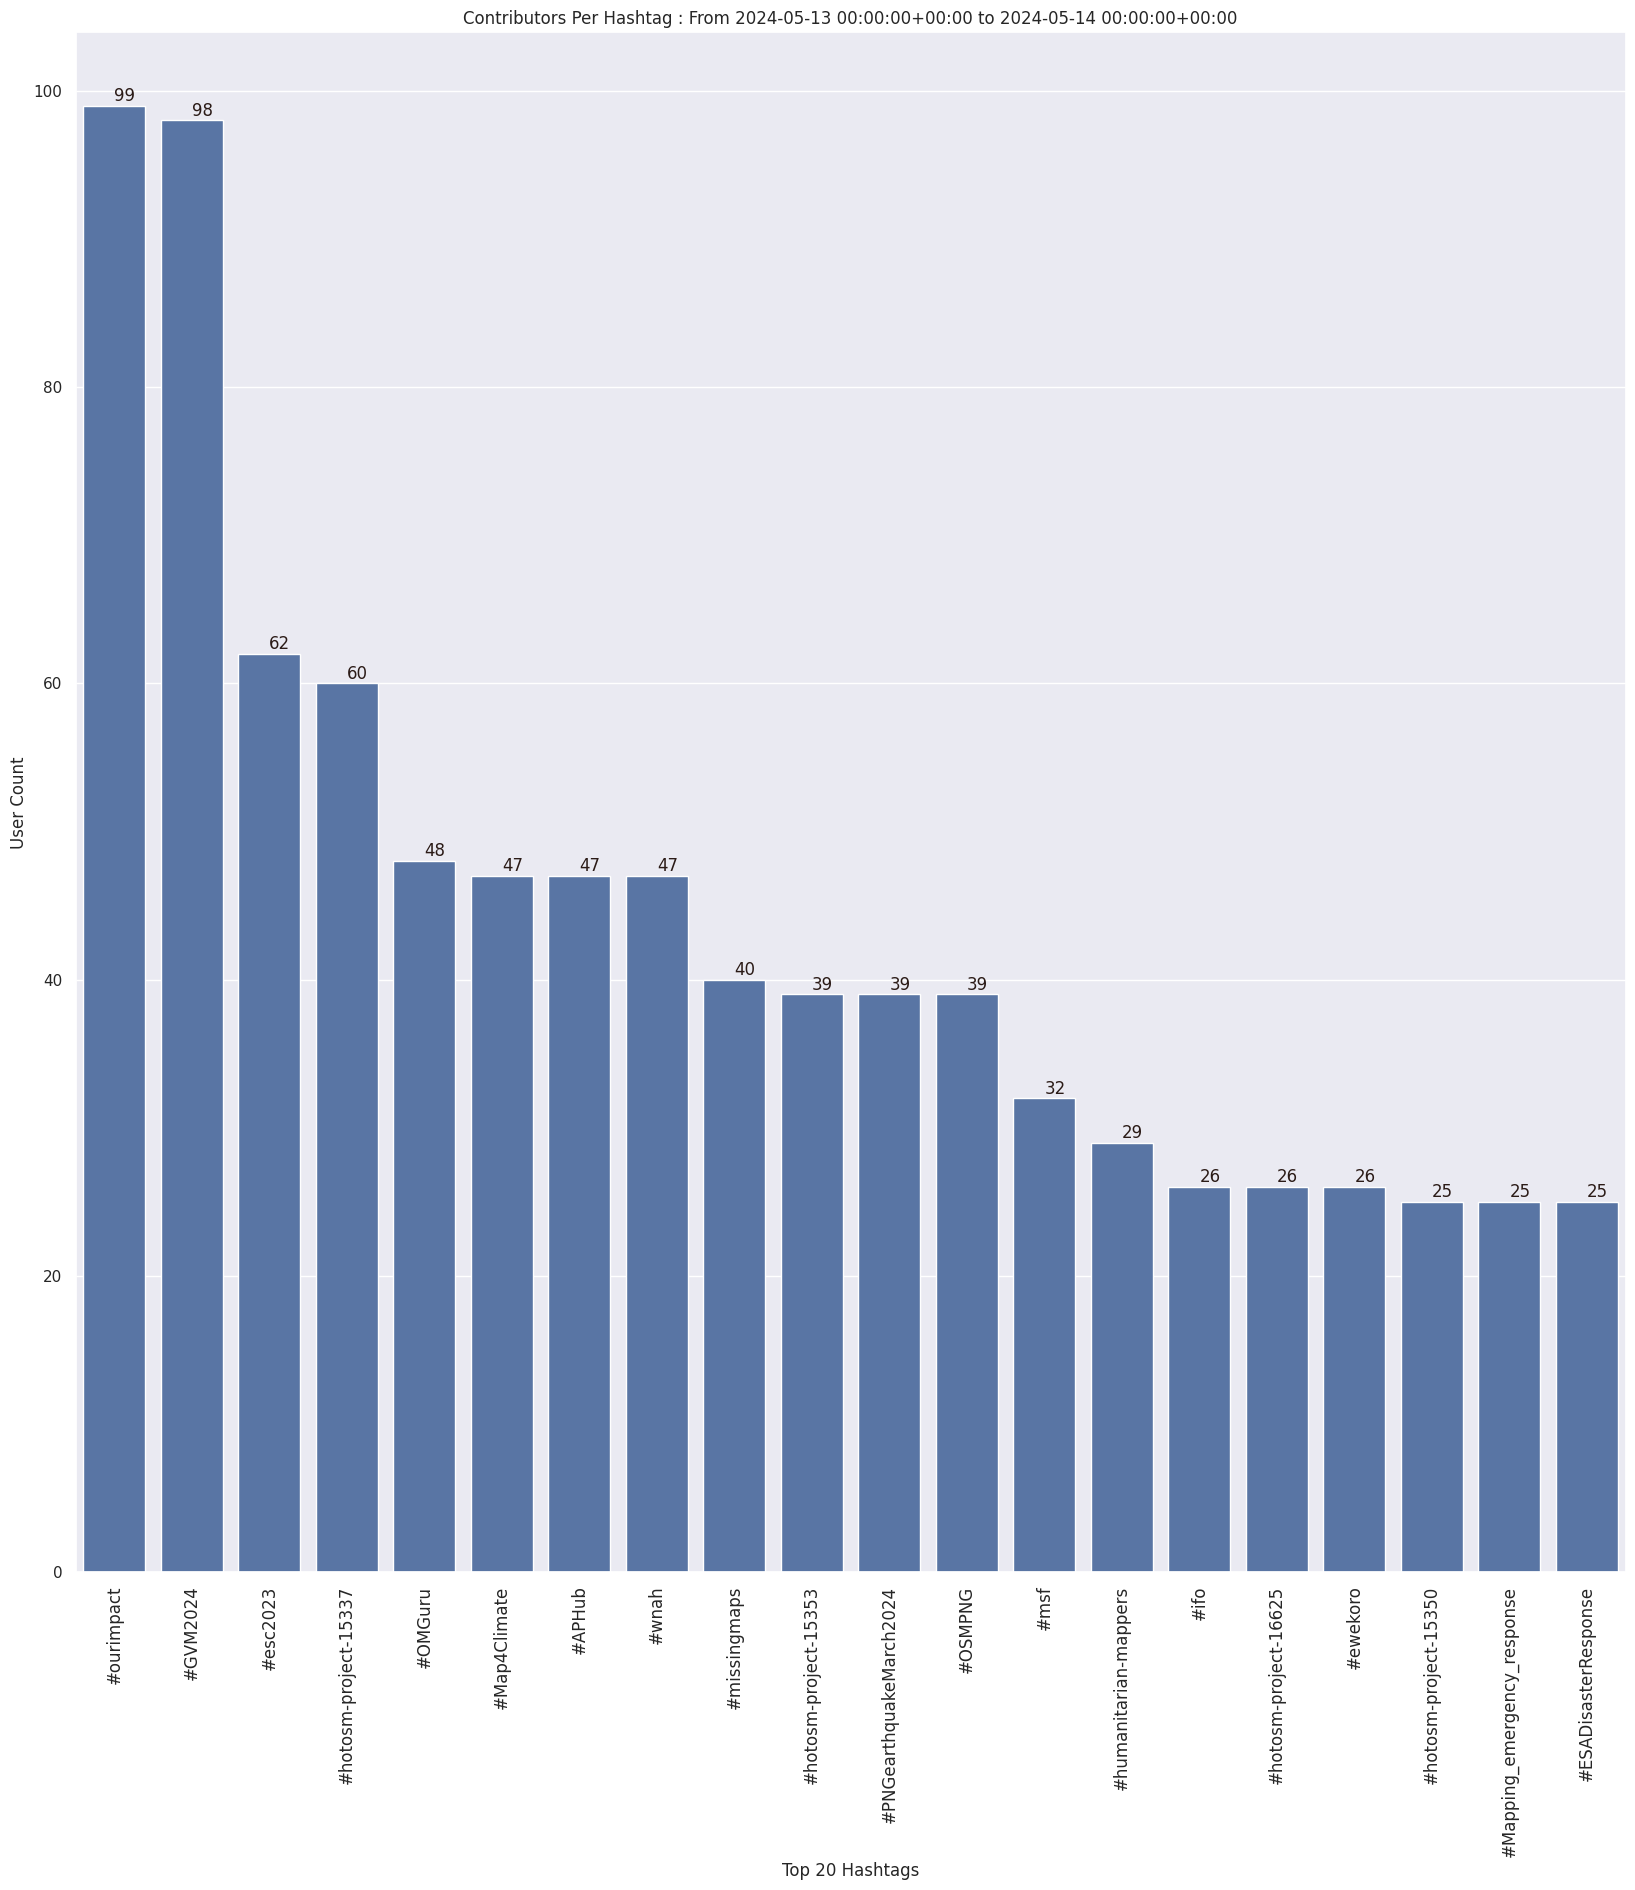 Contributors Per Hashtag : From 2024-05-13 00:00:00+00:00 to 2024-05-14 00:00:00+00:00
100
80
60
40
20
0
User Count
99
98
62
60
48
47
47
47
40
39
39
39
32
29
26
26
26
25
25
25
#ourimpact
#GVM2024
#esc2023
#hotosm-project-15337
#OMGuru
#Map4Climate
#APHub
#wnah
#missingmaps
#hotosm-project-15353
#PNGearthquakeMarch2024
#OSMPNG
#msf
#humanitarian-mappers
#ifo
#hotosm-project-16625
#ewekoro
#hotosm-project-15350
#Mapping_emergency_response
#ESADisasterResponse
Top 20 Hashtags